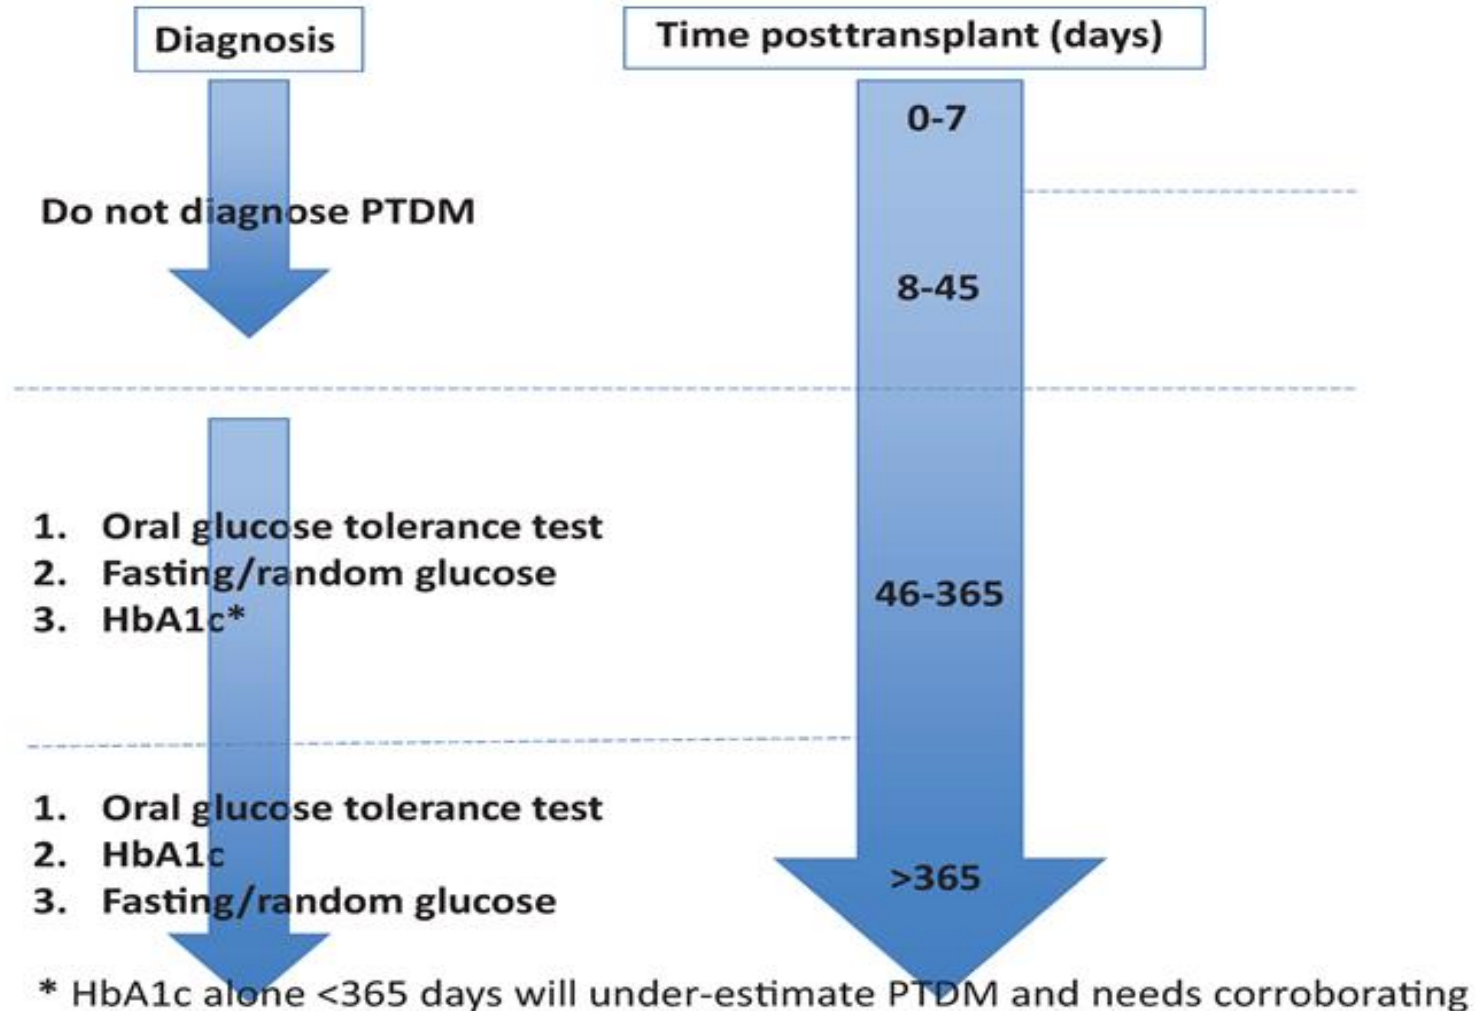 Diagnosis
Time posttransplant (days)
0-7
Do not diagnose PTDM
8-45
1. Oral glucose tolerance test
2. Fasting/random glucose
3. HbA1c*
46-365
1. Oral glucose tolerance test
2. HbA1c
3. Fasting/random glucose
>365
* HbA1c alone <365 days will under-estimate PTDM and needs corroborating